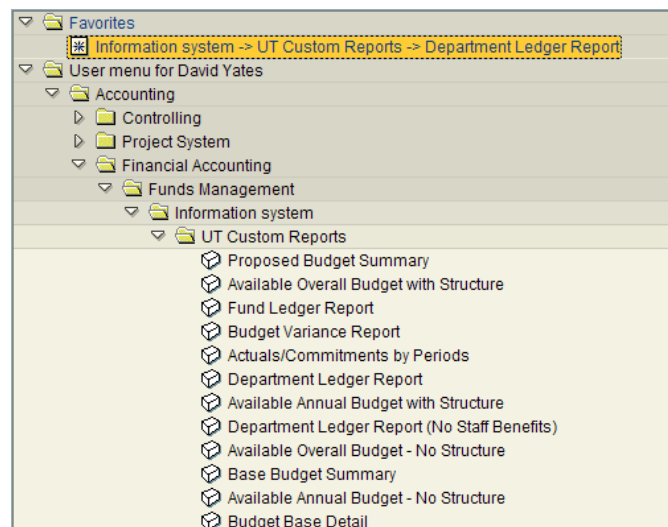 Favorites
Information system -> UT Custom Reports -> Department Ledger Report
User menu for David Yates
Accounting
Controlling
Project System
Financial Accounting
Funds Management
Information system
UT Custom Reports
Proposed Budget Summary
Available Overall Budget with Structure
Fund Ledger Report
Budget Variance Report
Actuals/Commitments by Periods
Department Ledger Report
Available Annual Budget with Structure
Department Ledger Report (No Staff Benefits)
Available Overall Budget - No Structure
Base Budget Summary
Available Annual Budget - No Structure
Budget Base Detail